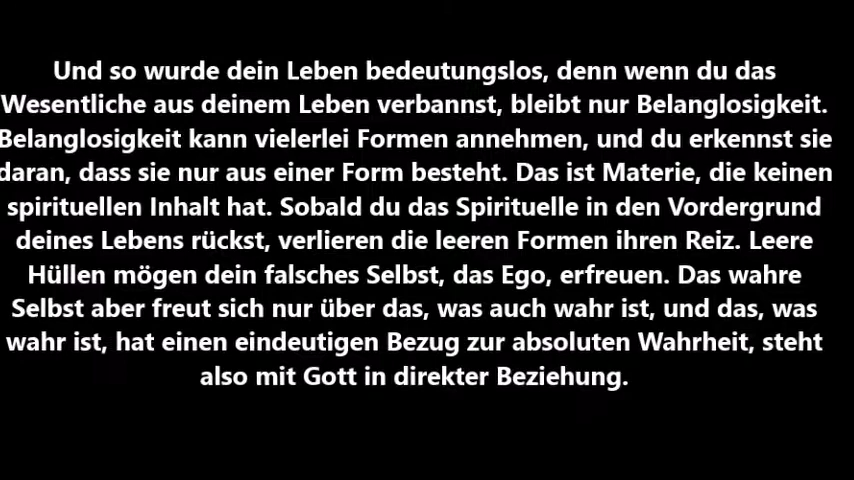 Und so wurde dein Leben bedeutungslos, denn wenn du das
Wesentliche aus deinem Leben verbannst, bleibt nur Belanglosigkeit.
Belanglosigkeit kann vielerlei Formen annehmen, und du erkennst sie
daran, dass sie nur aus einer Form besteht. Das ist Materie, die keinen
spirituellen Inhalt hat. Sobald du das Spirituelle in den Vordergrund
deines Lebens rückst, verlieren die leeren Formen ihren Reiz. Leere
Hüllen mögen dein falsches Selbst, das Ego, erfreuen. Das wahre
Selbst aber freut sich nur über das, was auch wahr ist, und das, was
wahr ist, hat einen eindeutigen Bezug zur absoluten Wahrheit, steht
also mit Gott in direkter Beziehung.